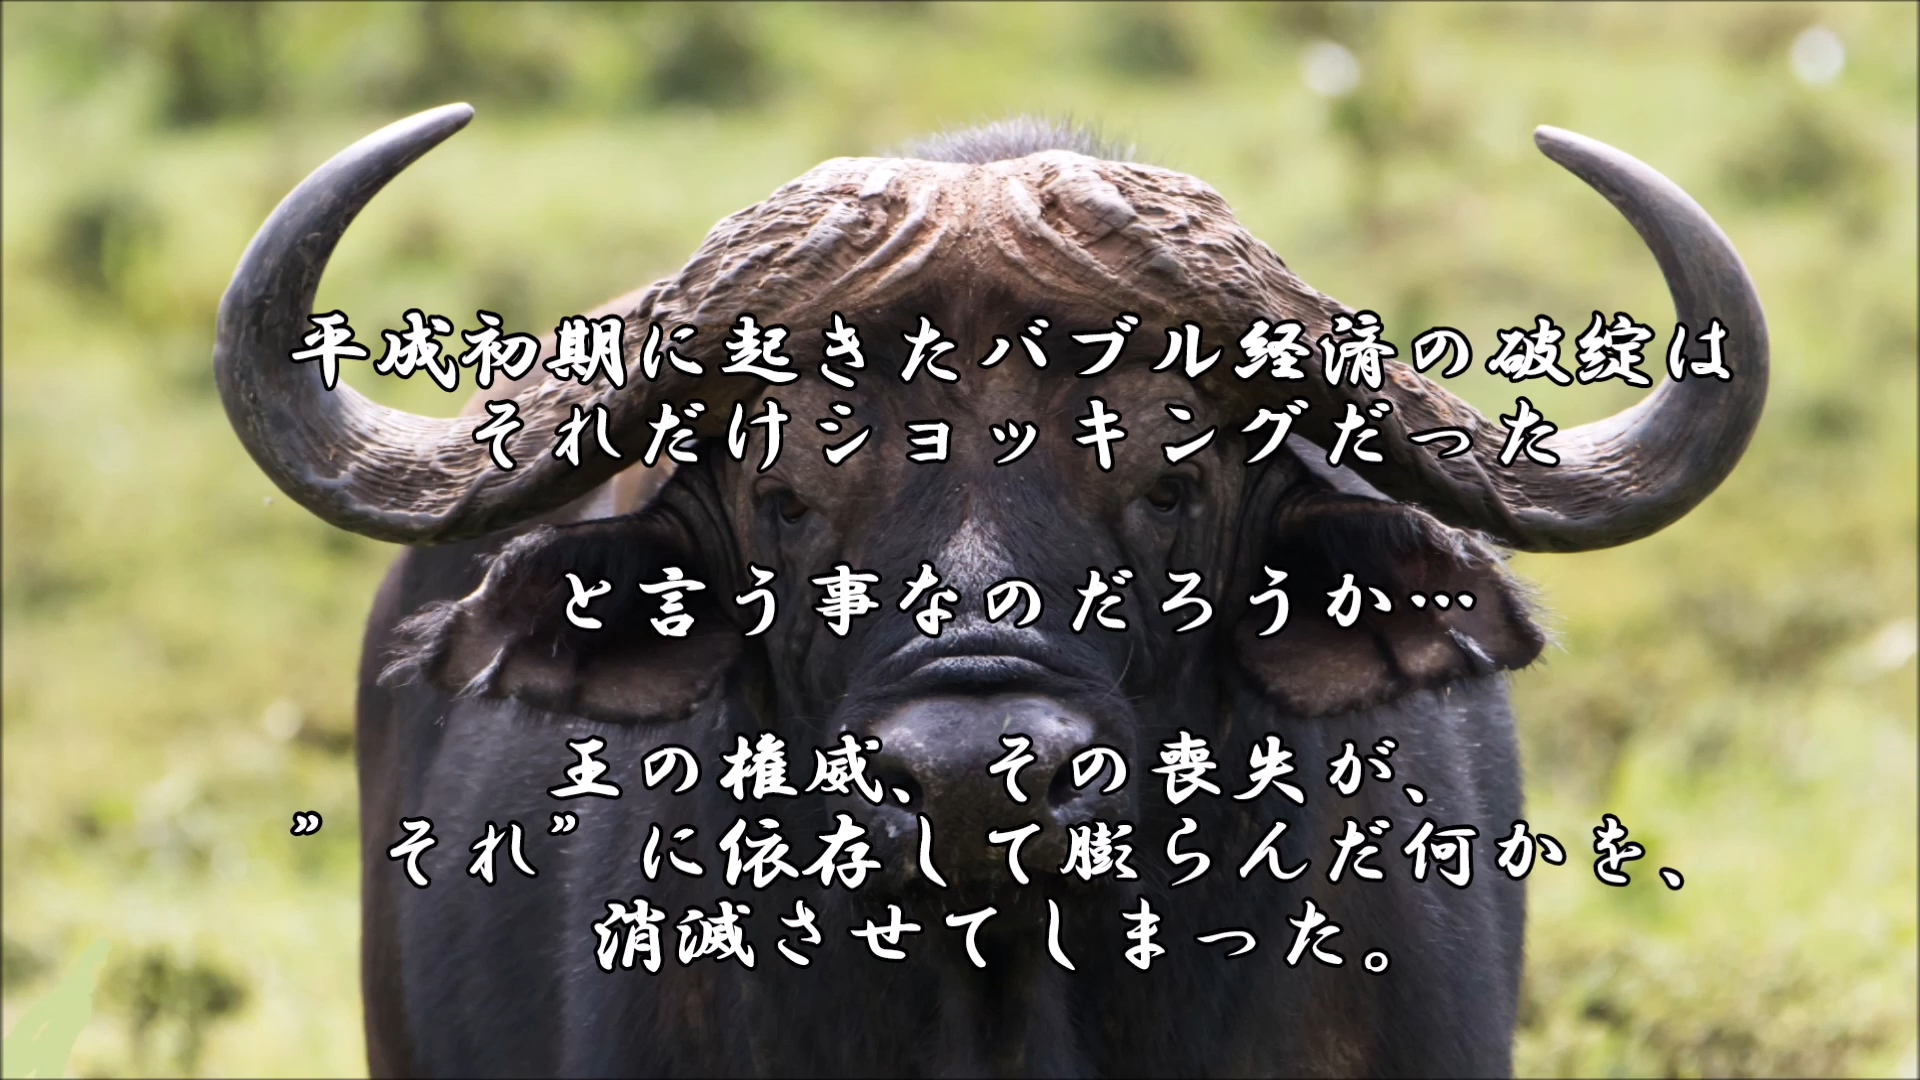 平成初期に起きたバブル経済の破綻は
それだけショッキングだった
と言う事なのだろうか…
王の権威、その喪失が、
”それ”に依存して膨らんだ何かを、
消滅させてしまった。